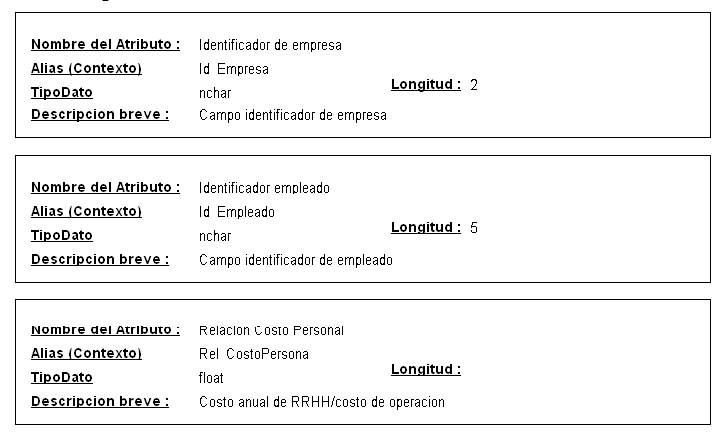 Nombre del Atributo : Identificador de empresa
Alias (Contexto) Id Empresa
TipoDato nchar Longitud : 2
Descripcion breve : Campo identificador de empresa
Nombre del Atributo : Identificador empleado
Alias (Contexto) Id Empleado
TipoDato nchar Longitud : 5
Descripcion breve : Campo identificador de empleado
Nombre del Atributo : Relacion Costo Personal
Alias (Contexto) Rel CostoPersona
TipoDato float Longitud :
Descripcion breve : Costo anual de RRHH/costo de operacion